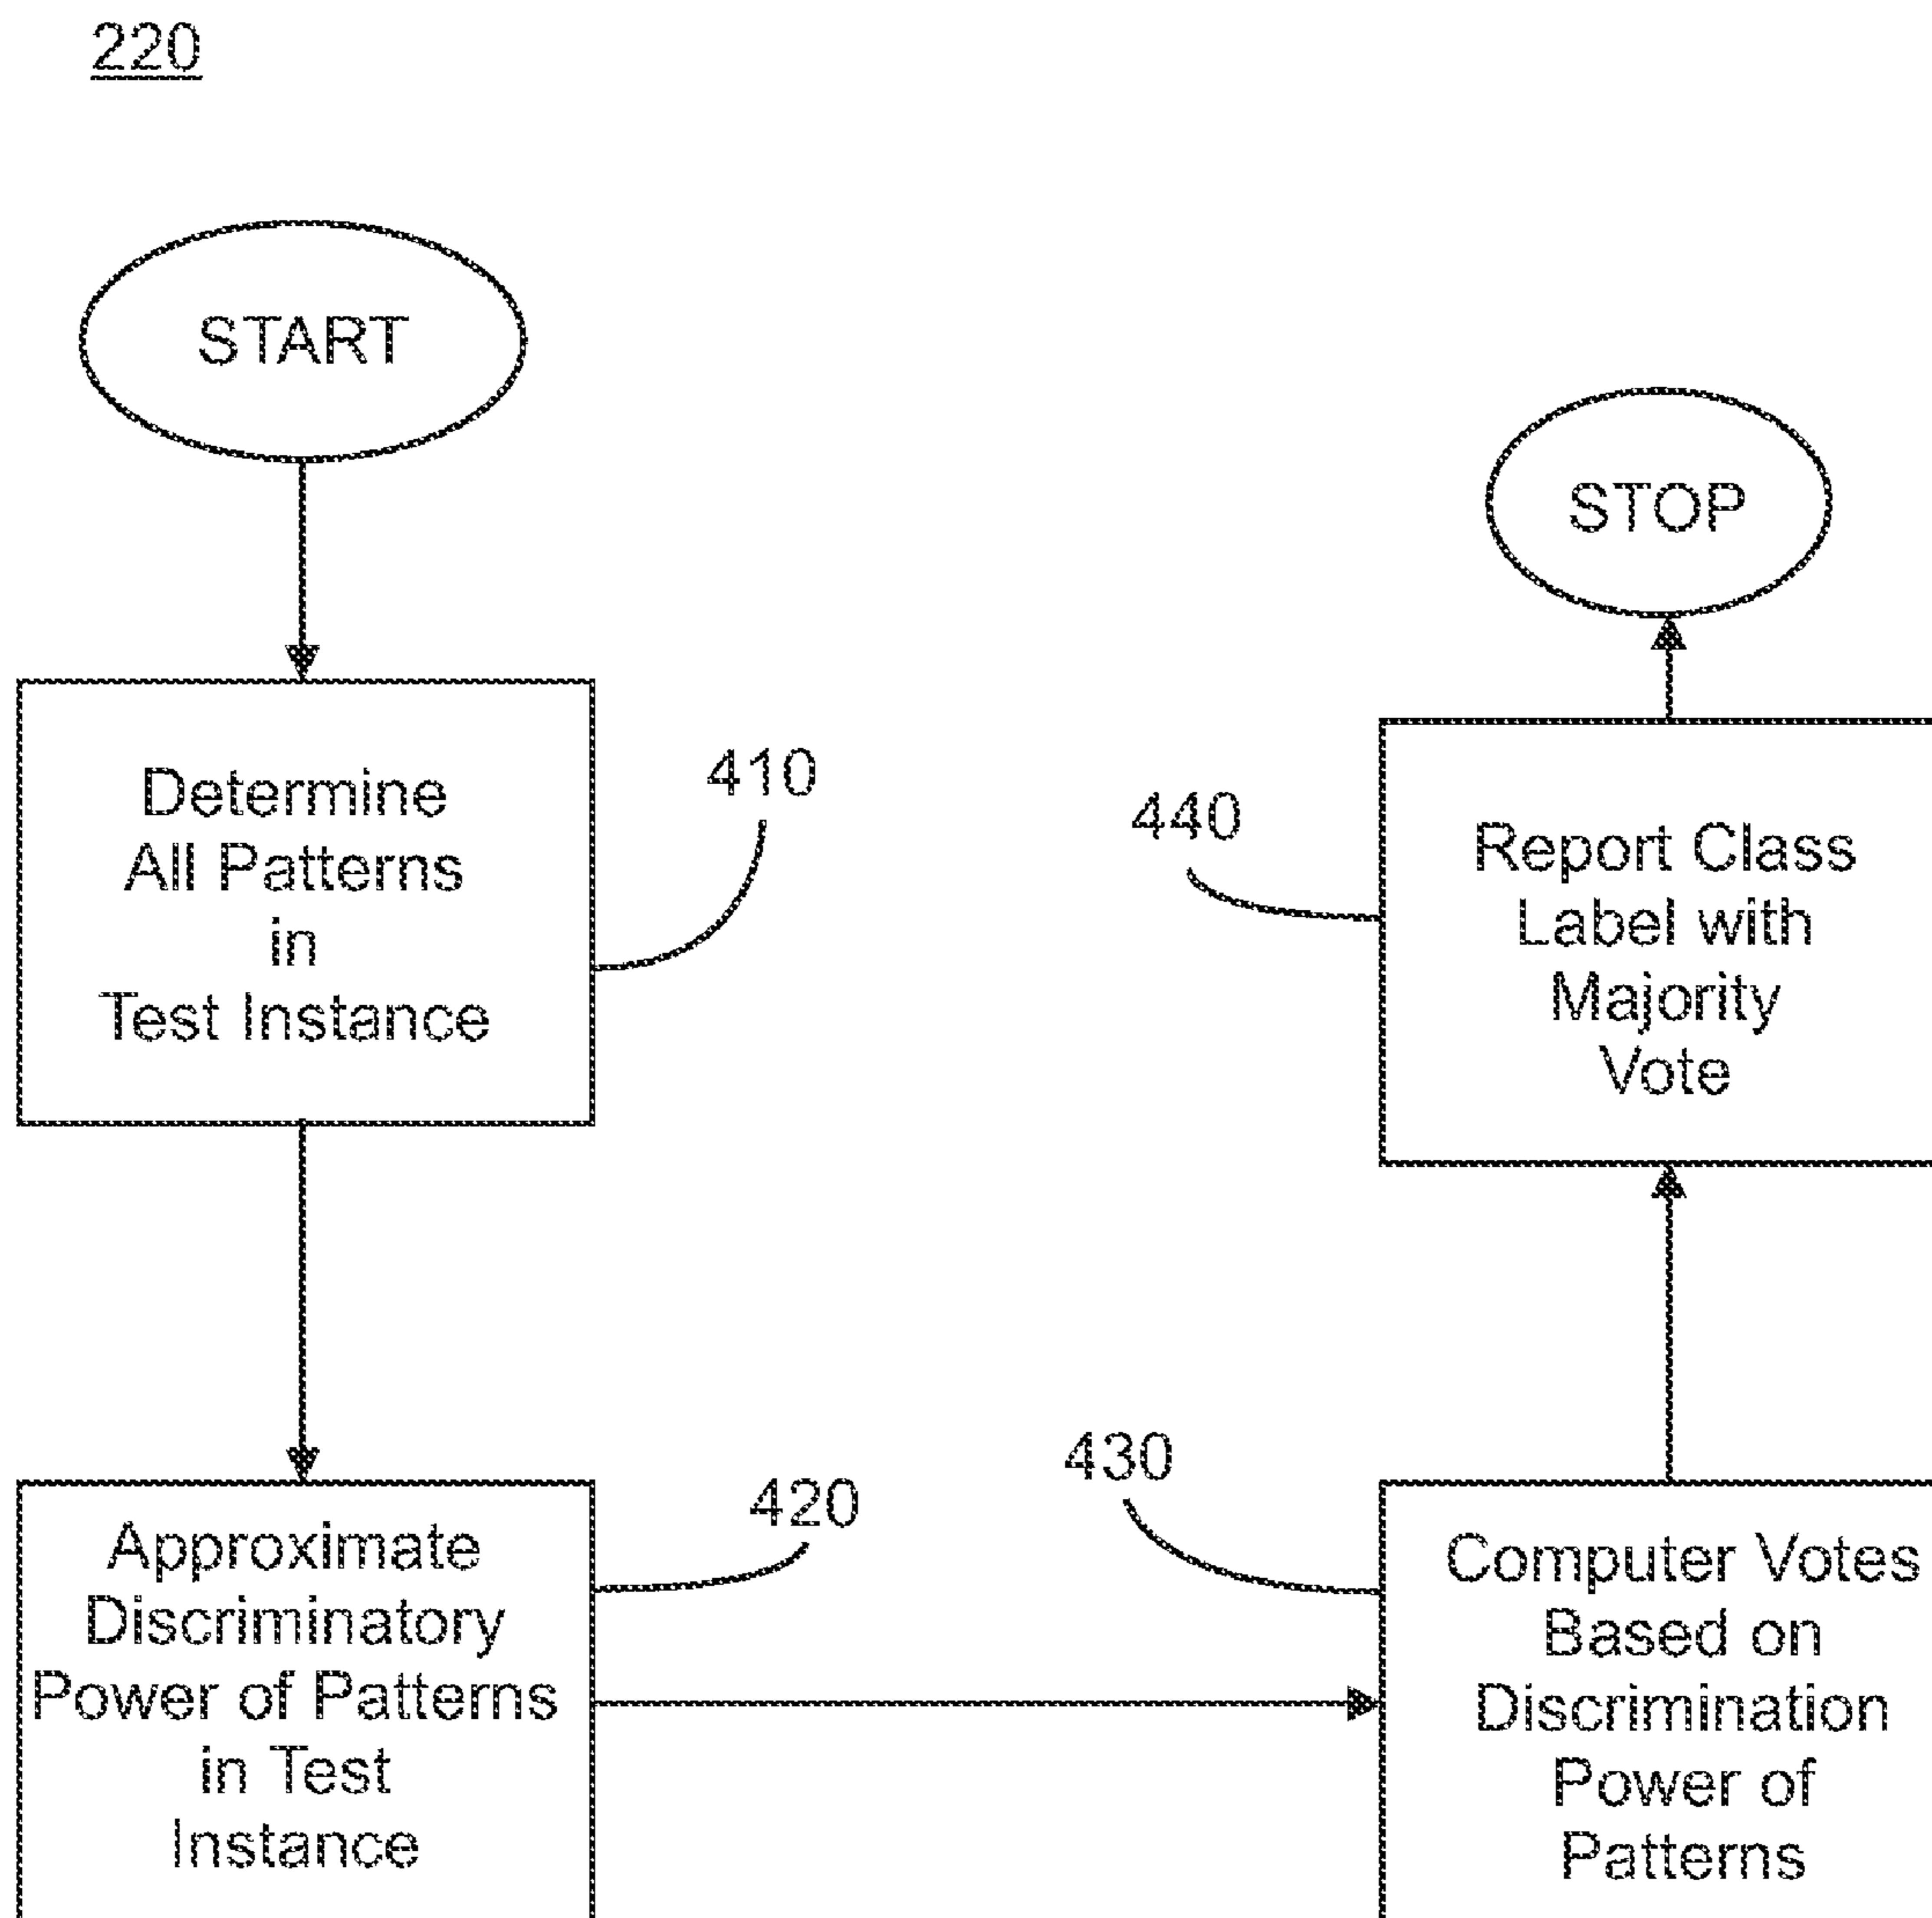 220
START
Determine
All Patterns
in
Test Instance
410
Approximate
Discriminatory
Power of Patterns
in Test
Instance
420
430
Computer Votes
Based on
Discrimination
Power of
Patterns
440
Report Class
Label with
Majority
Vote
STOP